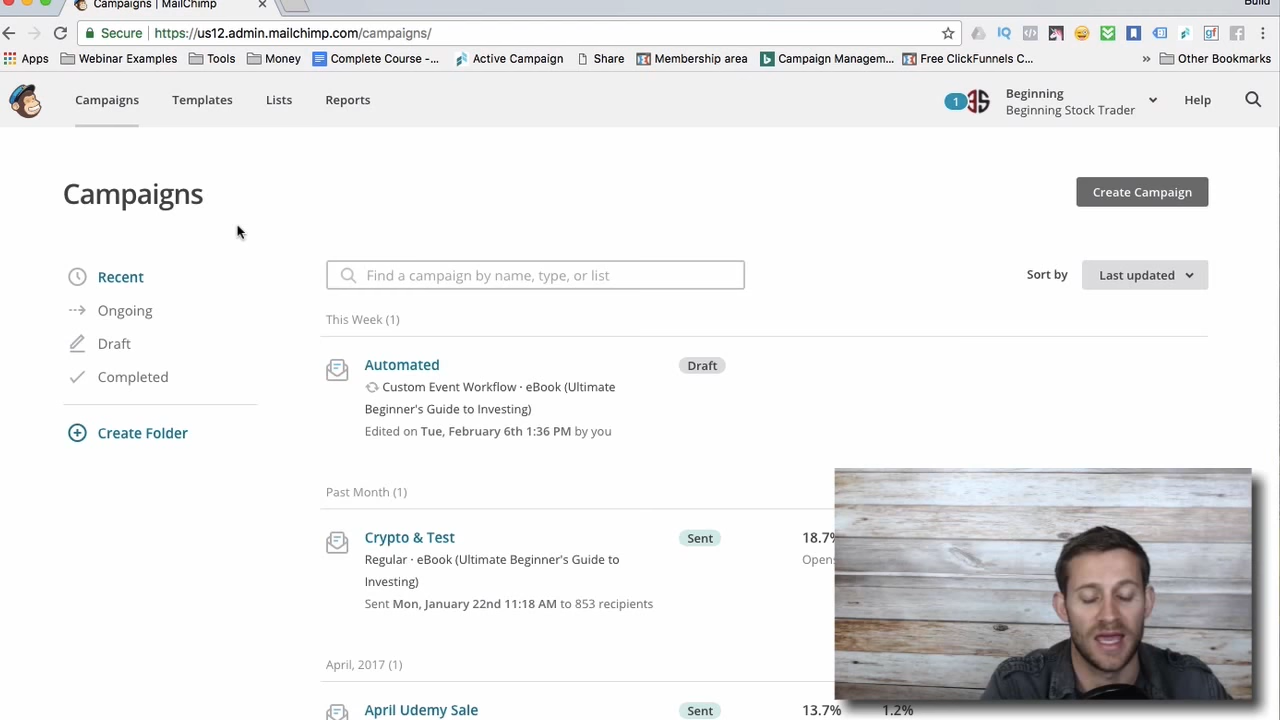 Campaigns | MailChimp
Build
Secure https://us12.admin.mailchimp.com/campaigns/
Apps Webinar Examples Tools Money Complete Course -... Active Campaign Share Membership area Campaign Managem... Free ClickFunnels C... » Other Bookmarks
Campaigns Templates Lists Reports
1
Beginning
Beginning Stock Trader
Help
Campaigns
Create Campaign
Recent
Ongoing
Draft
Completed
Create Folder
Find a campaign by name, type, or list
Sort by Last updated
This Week (1)
Automated Draft
Custom Event Workflow · eBook (Ultimate
Beginner's Guide to Investing)
Edited on Tue, February 6th 1:36 PM by you
Past Month (1)
Crypto & Test Sent 18.7%
Regular · eBook (Ultimate Beginner's Guide to Opens
Investing)
Sent Mon, January 22nd 11:18 AM to 853 recipients
April, 2017 (1)
April Udemy Sale Sent 13.7% 1.2%